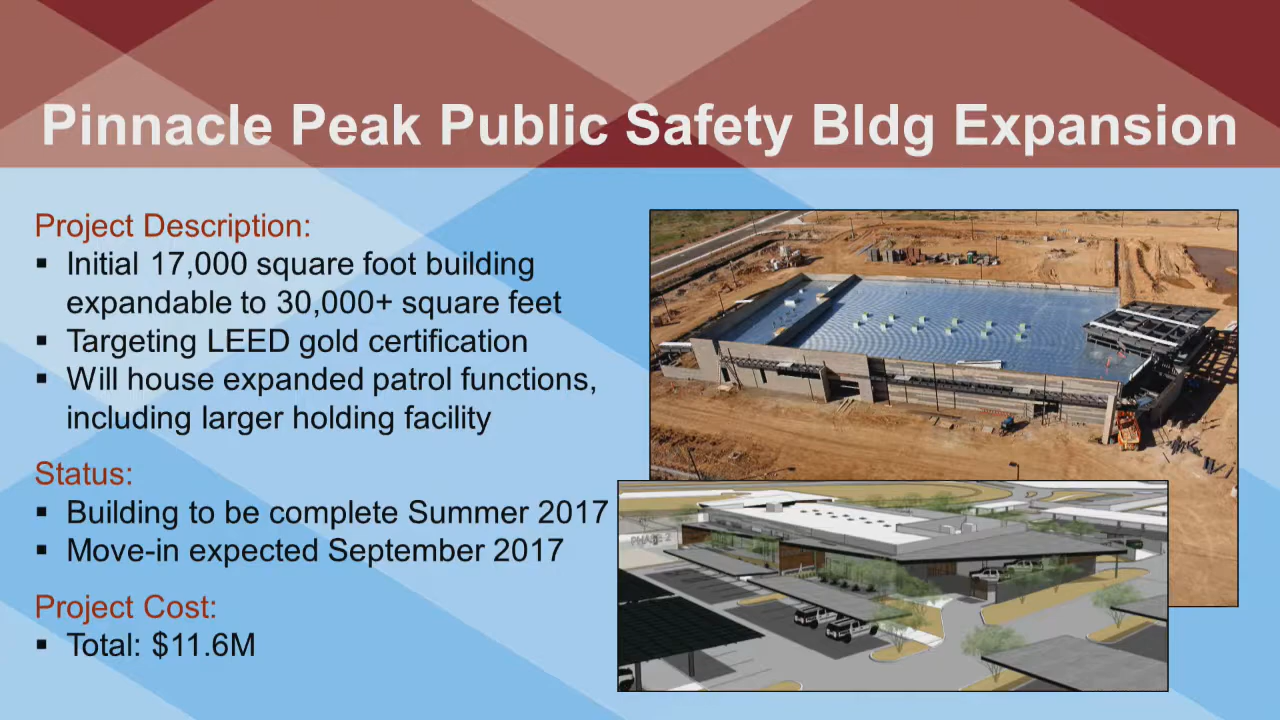 Pinnacle Peak Public Safety Bldg Expansion
Project Description:
▪ Initial 17,000 square foot building
expandable to 30,000+ square feet
▪ Targeting LEED gold certification
▪ Will house expanded patrol functions,
including larger holding facility
Status:
▪ Building to be complete Summer 2017
▪ Move-in expected September 2017
Project Cost:
▪ Total: $11.6M
PHASE 2